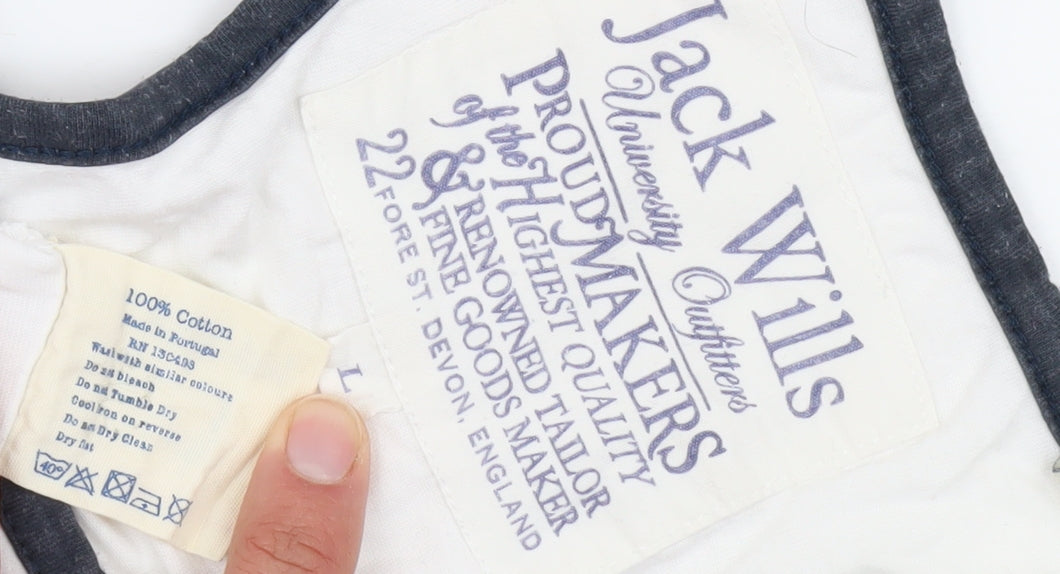 Jack Wills
University Outfitters
PROUD MAKERS
of the HIGHEST QUALITY
& RENOWNED TAILOR
FINE GOODS MAKER
22 FORE ST. DEVON, ENGLAND
L
100% Cotton
Made in Portugal
RN
Wash with similar colours
Do not bleach
Do not Tumble Dry
Cool iron on reverse
Do not Dry Clean
Dry flat
40°